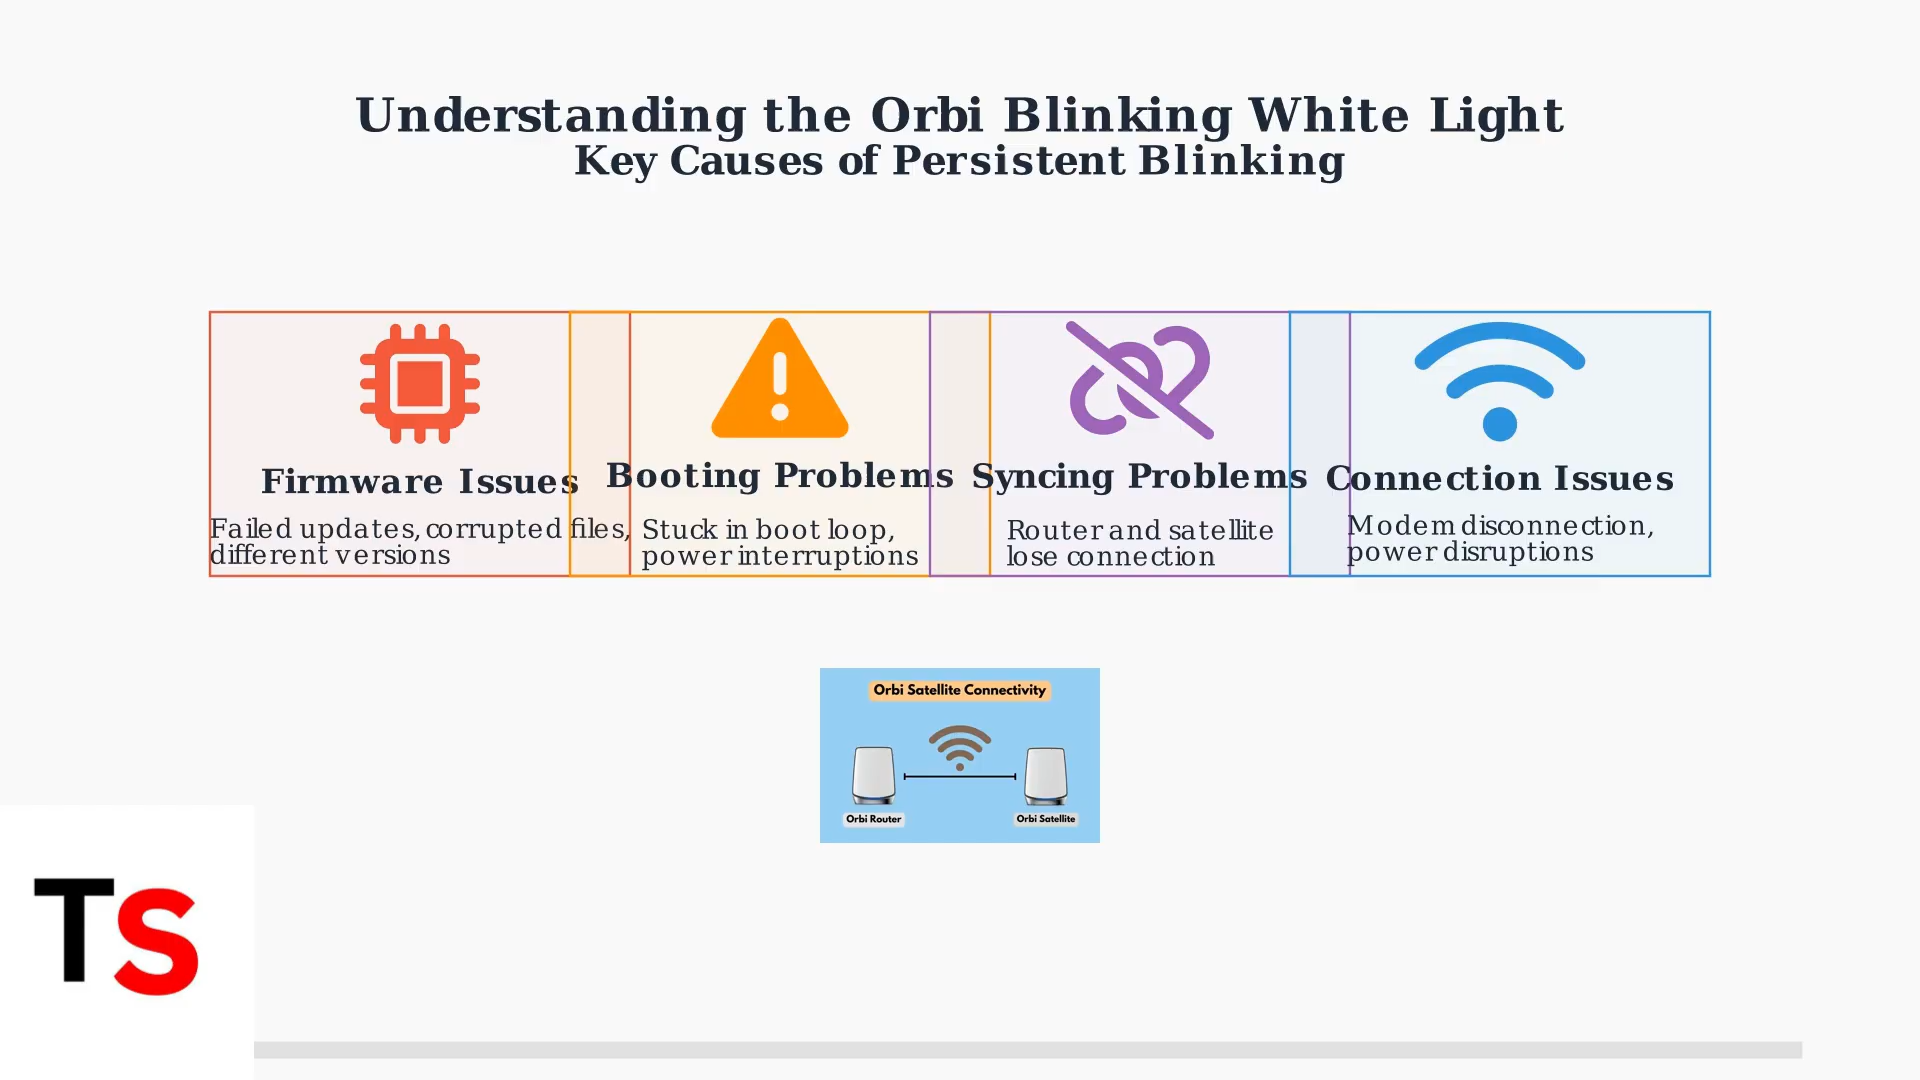 Understanding the Orbi Blinking White Light
Key Causes of Persistent Blinking
Firmware Issues
Failed updates, corrupted files,
different versions
Booting Problems
Stuck in boot loop,
power interruptions
Syncing Problems
Router and satellite
lose connection
Connection Issues
Modem disconnection,
power disruptions
Orbi Satellite Connectivity
Orbi Router
Orbi Satellite
TS